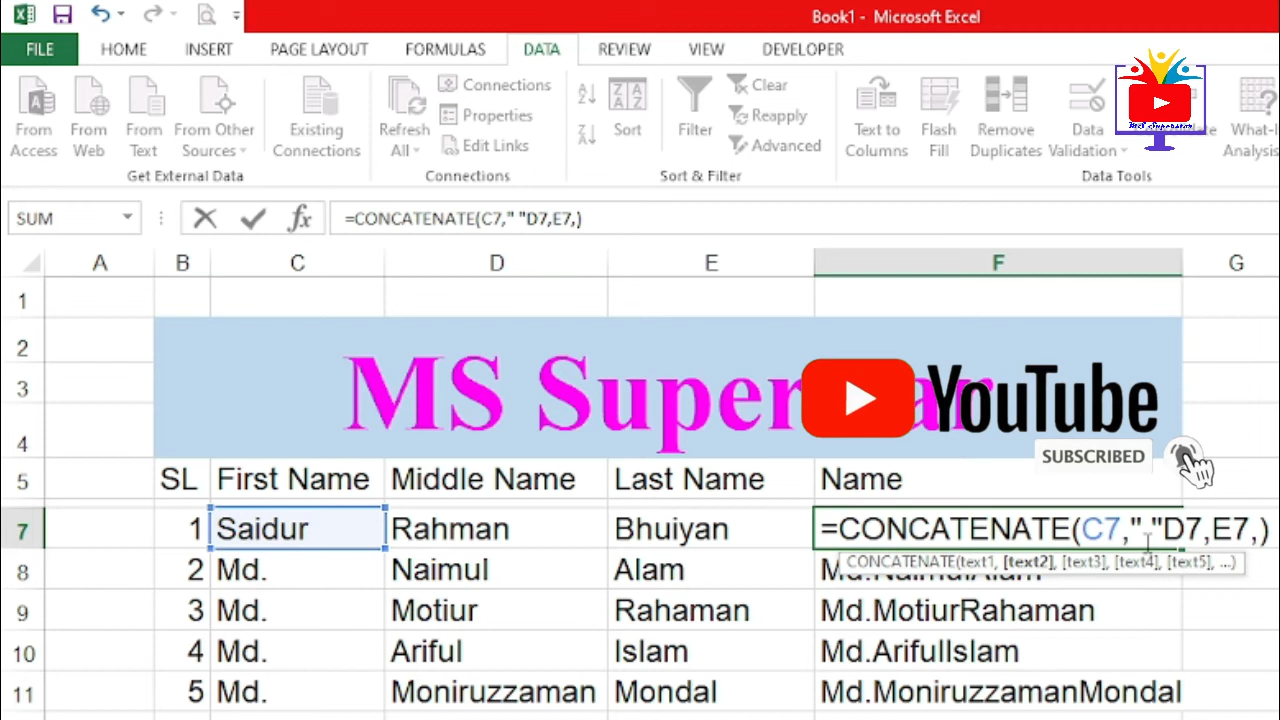 Book1 - Microsoft Excel
FILE HOME INSERT PAGE LAYOUT FORMULAS DATA REVIEW VIEW DEVELOPER
From Access
From Web
From Text
From Other Sources
Existing Connections
Get External Data
Refresh All
Connections
Properties
Edit Links
Connections
Sort
Filter
Clear
Reapply
Advanced
Sort & Filter
Text to Columns
Flash Fill
Remove Duplicates
Data Validation
What-I
Analysis
Data Tools
SUM fx =CONCATENATE(C7," "D7,E7,)
A B C D E F G
1
2
3
4
MS Super ar
YouTube
SUBSCRIBED
5 SL First Name Middle Name Last Name Name
7 1 Saidur Rahman Bhuiyan =CONCATENATE(C7," "D7,E7,)
CONCATENATE(text1, [text2], [text3], [text4], [text5], ...)
8 2 Md. Naimul Alam Md.NaimulAlam
9 3 Md. Motiur Rahaman Md.MotiurRahaman
10 4 Md. Ariful Islam Md.ArifulIslam
11 5 Md. Moniruzzaman Mondal Md.MoniruzzamanMondal